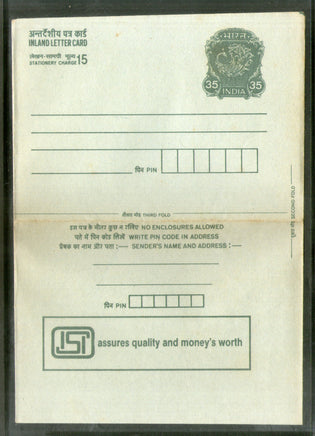 अन्तर्देशीय पत्र कार्ड
INLAND LETTER CARD
लेखन-सामग्री मूल्य
STATIONERY CHARGE 15
भारत
35 35
INDIA
पिन PIN
तीसरा मोड़ THIRD FOLD
दूसरा मोड़ SECOND FOLD
इस पत्र के भीतर कुछ न रखिये NO ENCLOSURES ALLOWED
पते में पिन कोड लिखें WRITE PIN CODE IN ADDRESS
प्रेषक का नाम और पता :— SENDER'S NAME AND ADDRESS :—
पिन PIN
ISI assures quality and money's worth